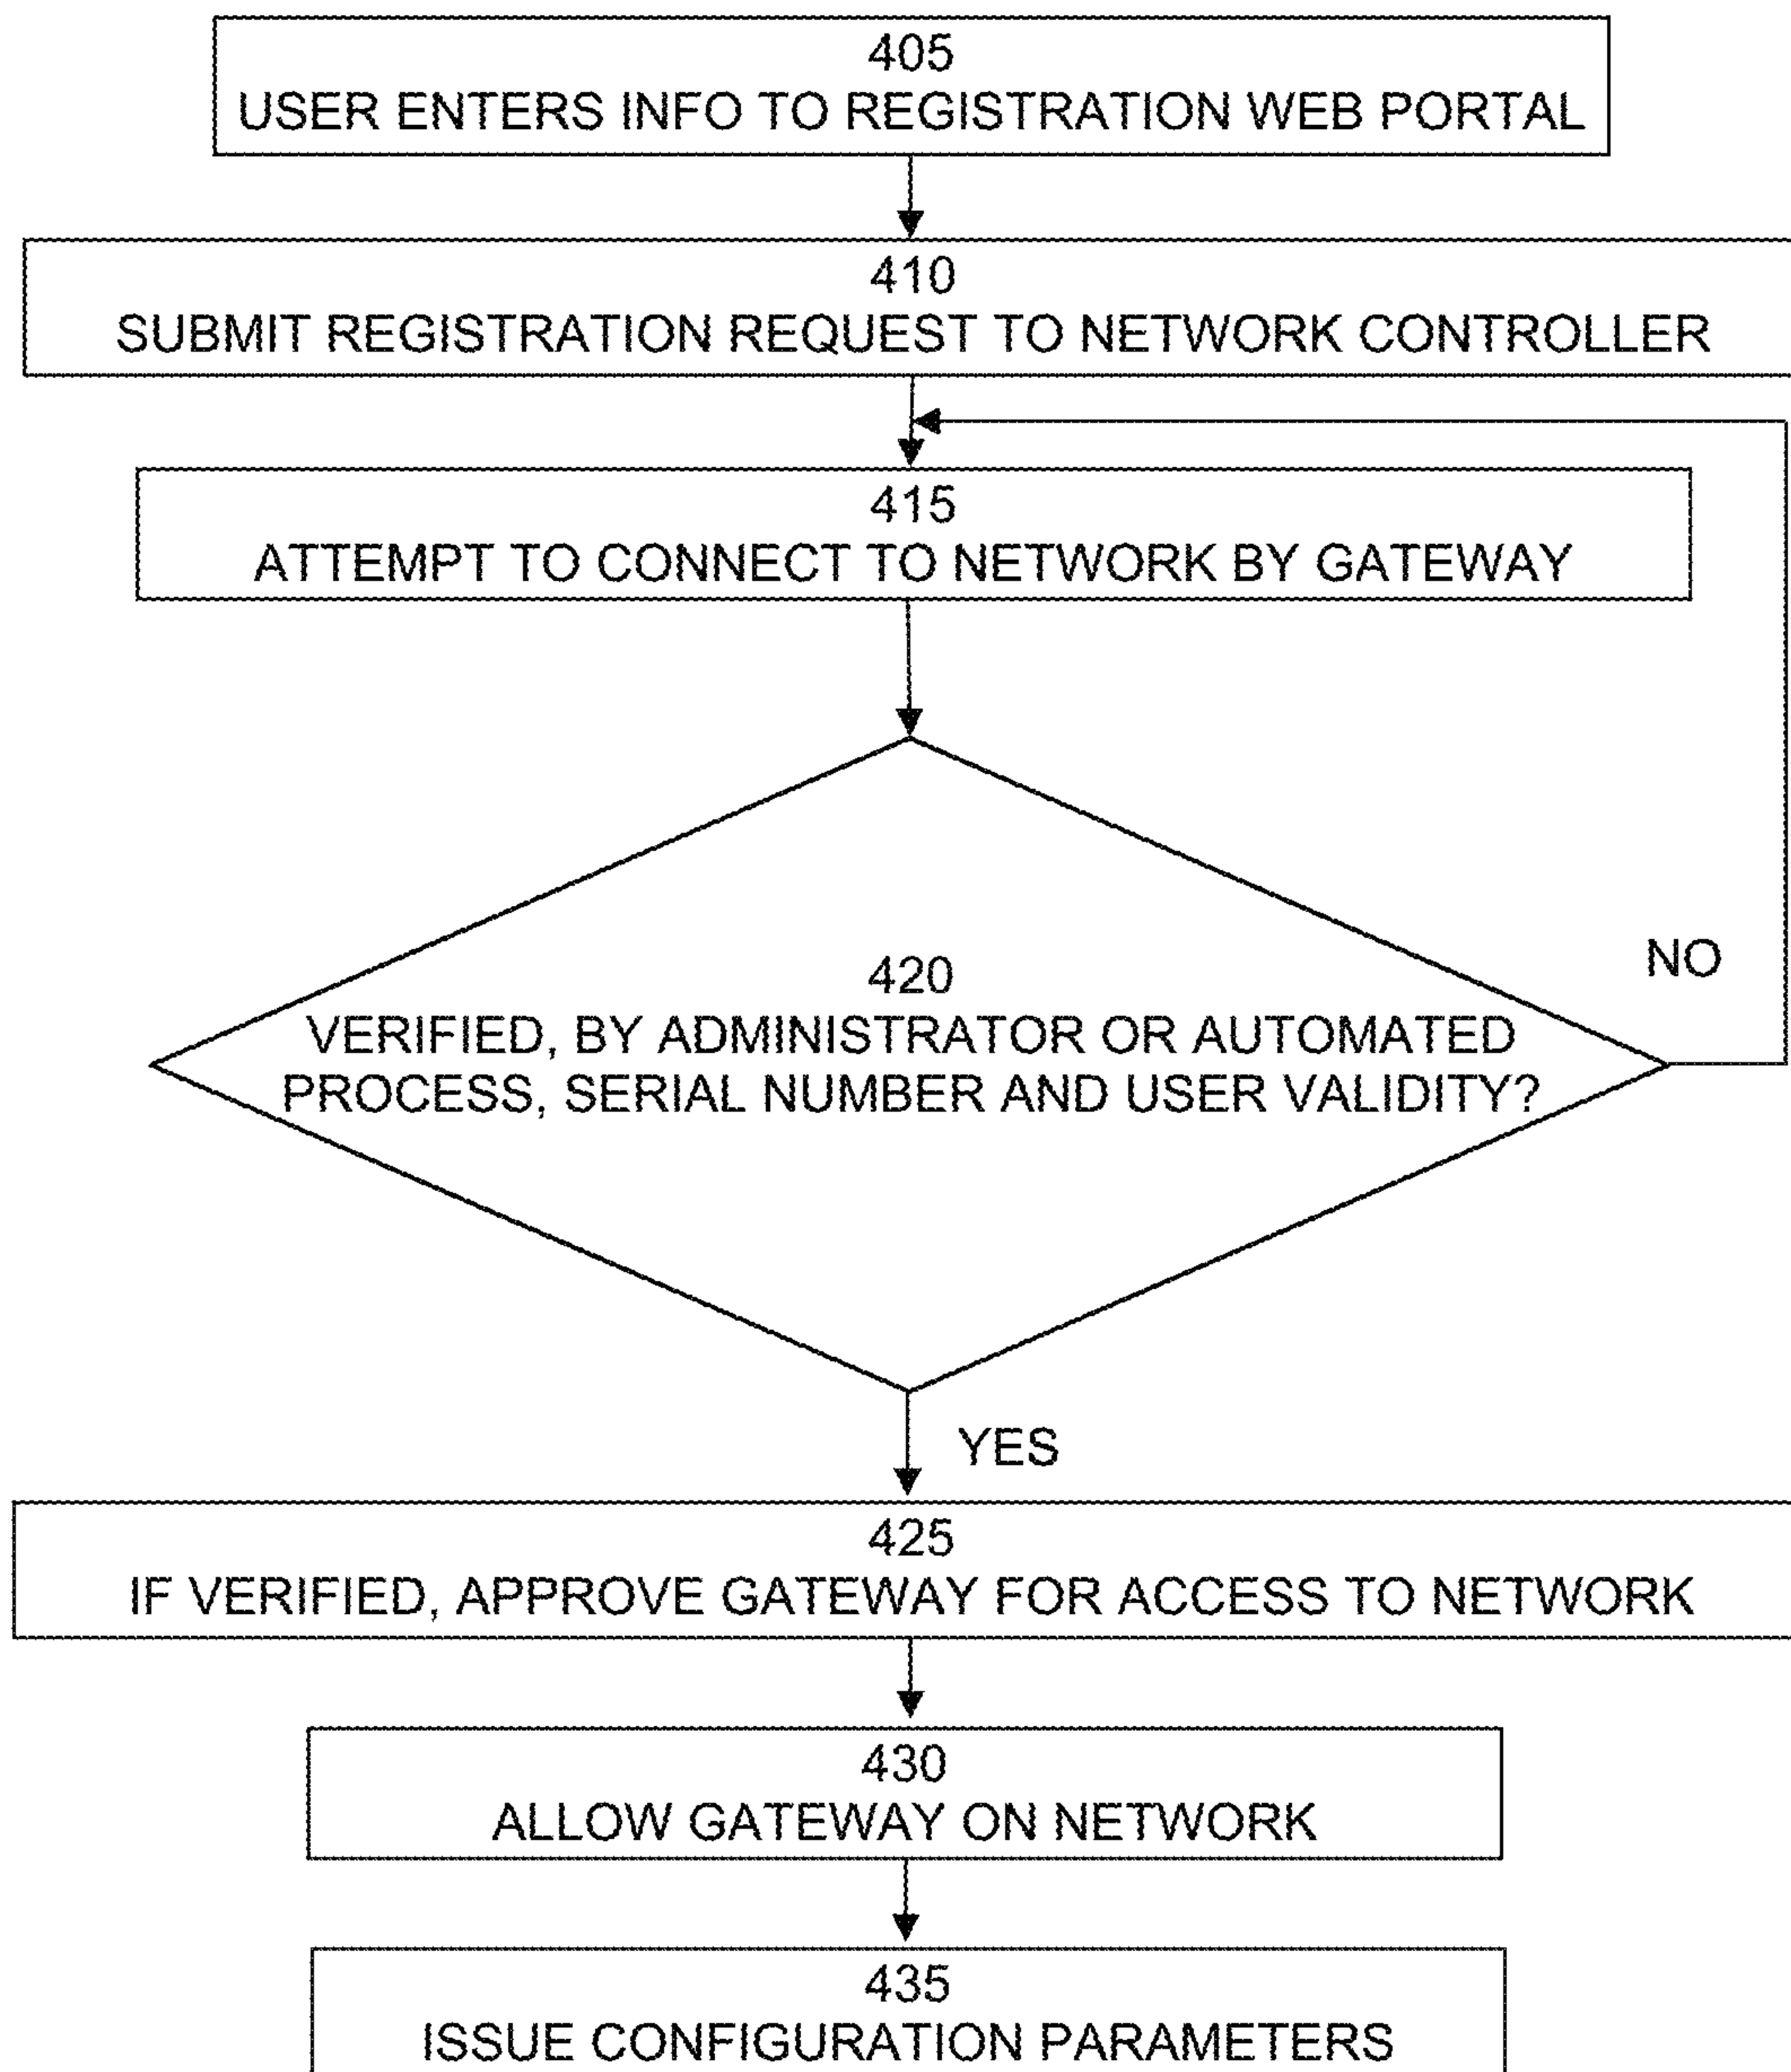 405
USER ENTERS INFO TO REGISTRATION WEB PORTAL
410
SUBMIT REGISTRATION REQUEST TO NETWORK CONTROLLER
415
ATTEMPT TO CONNECT TO NETWORK BY GATEWAY
420
VERIFIED, BY ADMINISTRATOR OR AUTOMATED
PROCESS, SERIAL NUMBER AND USER VALIDITY?
NO
YES
425
IF VERIFIED, APPROVE GATEWAY FOR ACCESS TO NETWORK
430
ALLOW GATEWAY ON NETWORK
435
ISSUE CONFIGURATION PARAMETERS